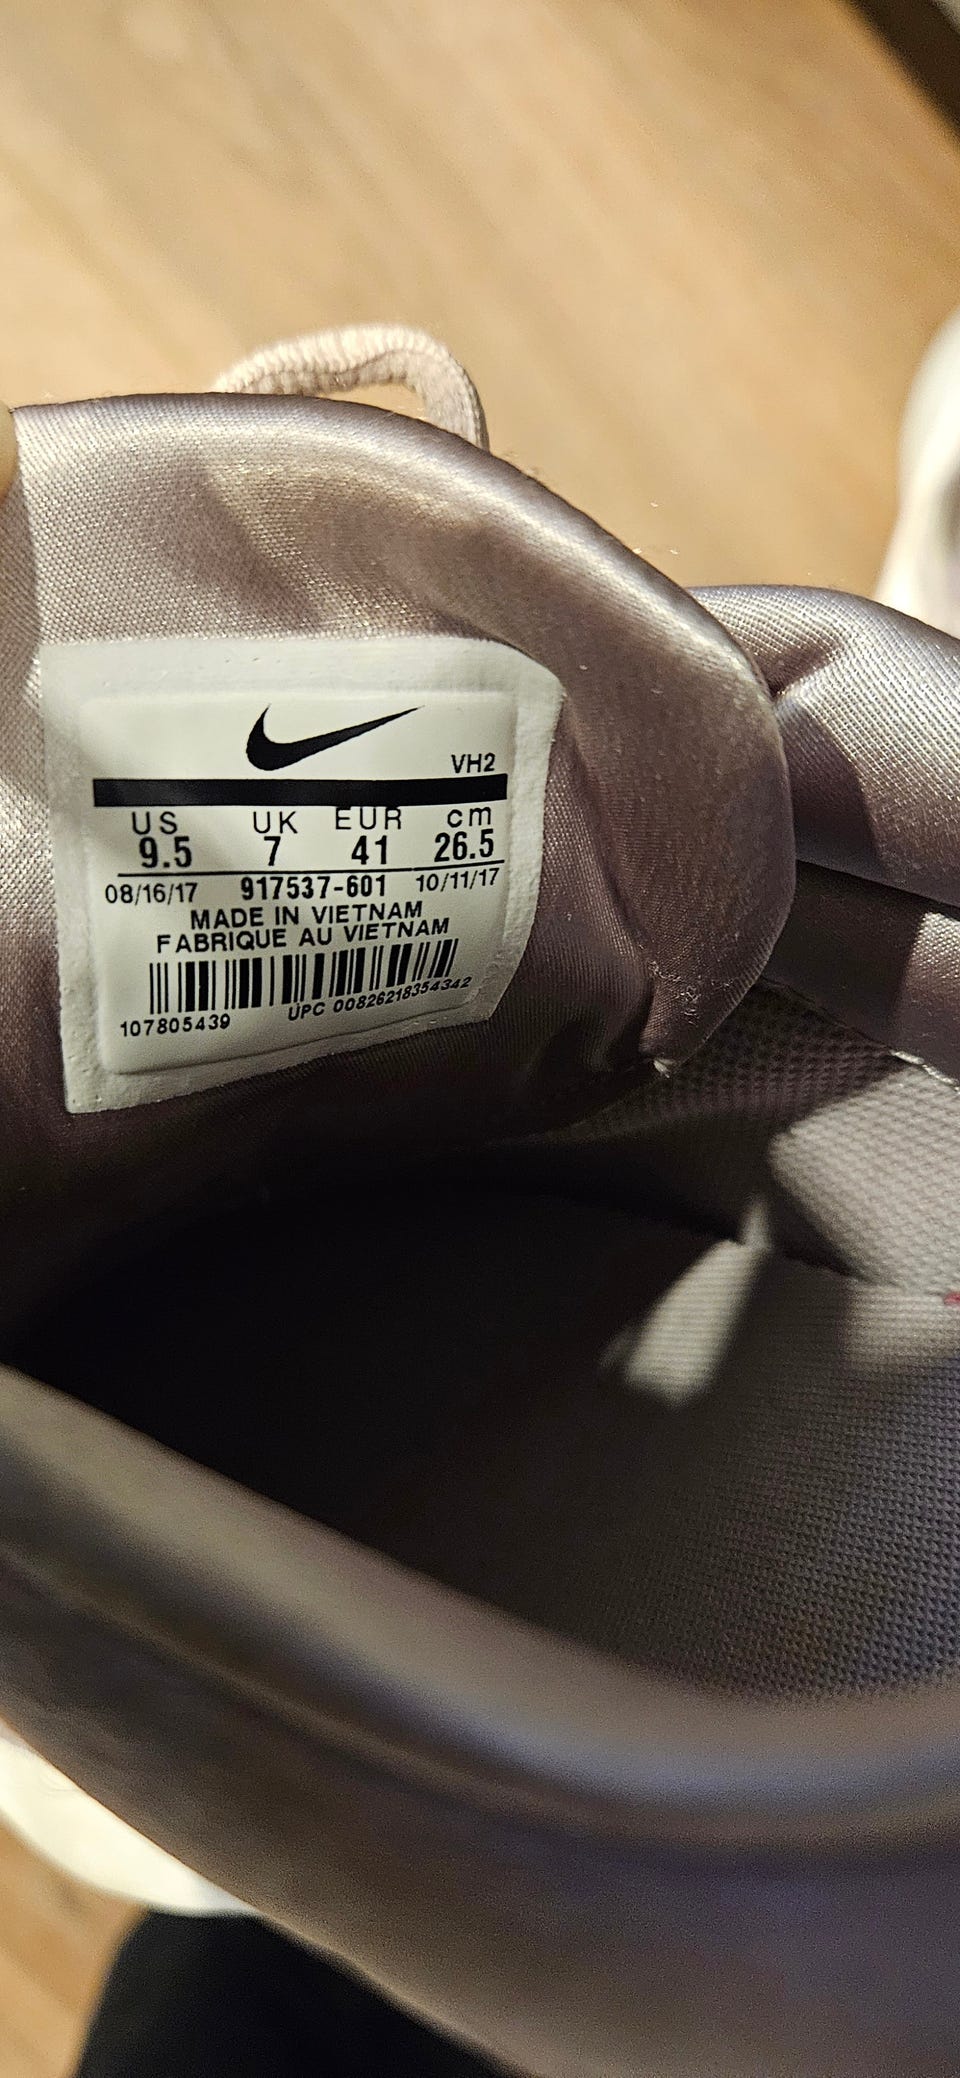 VH2
US UK EUR cm
9.5 7 41 26.5
08/16/17 917537-601 10/11/17
MADE IN VIETNAM
FABRIQUE AU VIETNAM
107805439 UPC 00826218354342